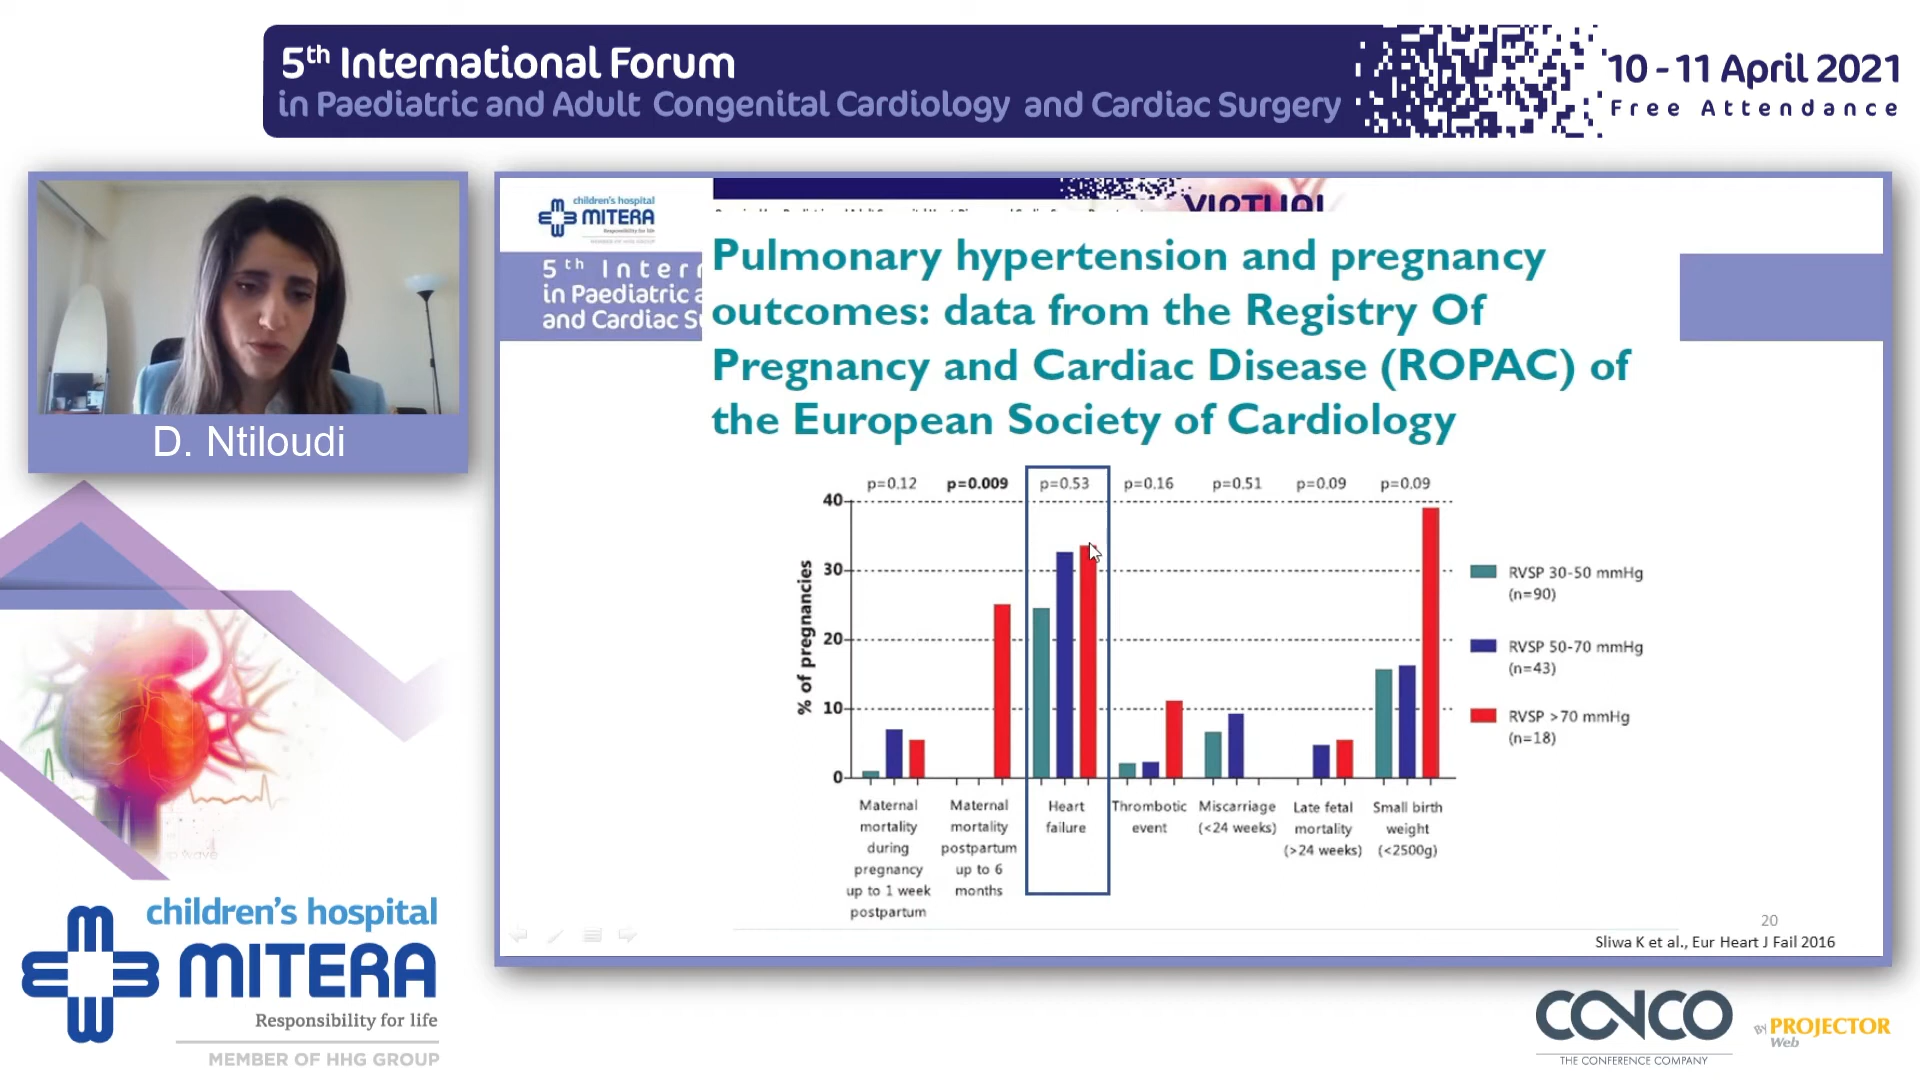 5th International Forum
in Paediatric and Adult Congenital Cardiology and Cardiac Surgery
10 - 11 April 2021
Free Attendance
D. Ntiloudi
children's hospital
MITERA
Responsibility for life
MEMBER OF HHG GROUP
VIRTUAL
5th Inter
in Paediatric a
and Cardiac Su
Pulmonary hypertension and pregnancy
outcomes: data from the Registry Of
Pregnancy and Cardiac Disease (ROPAC) of
the European Society of Cardiology
p=0.12 p=0.009 p=0.53 p=0.16 p=0.51 p=0.09 p=0.09
40
30
20
10
0
% of pregnancies
Maternal
mortality
during
pregnancy
up to 1 week
postpartum
Maternal
mortality
postpartum
up to 6
months
Heart
failure
Thrombotic
event
Miscarriage
(<24 weeks)
Late fetal
mortality
(>24 weeks)
Small birth
weight
(<2500g)
RVSP 30-50 mmHg
(n=90)
RVSP 50-70 mmHg
(n=43)
RVSP >70 mmHg
(n=18)
20
Sliwa K et al., Eur Heart J Fail 2016
children's hospital
MITERA
Responsibility for life
MEMBER OF HHG GROUP
CONCO
THE CONFERENCE COMPANY
BY PROJECTOR
Web